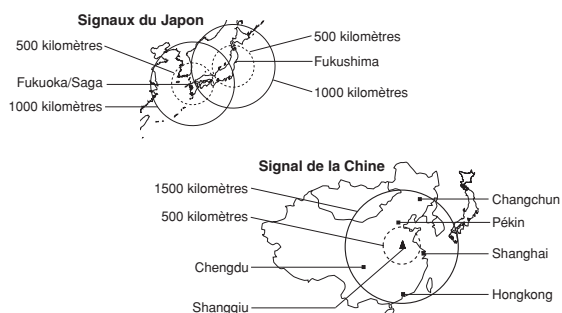 Signaux du Japon
500 kilomètres
500 kilomètres
Fukushima
Fukuoka/Saga
1000 kilomètres
1000 kilomètres
Signal de la Chine
1500 kilomètres
Changchun
500 kilomètres
Pékin
Shanghai
Chengdu
Hongkong
Shangqiu